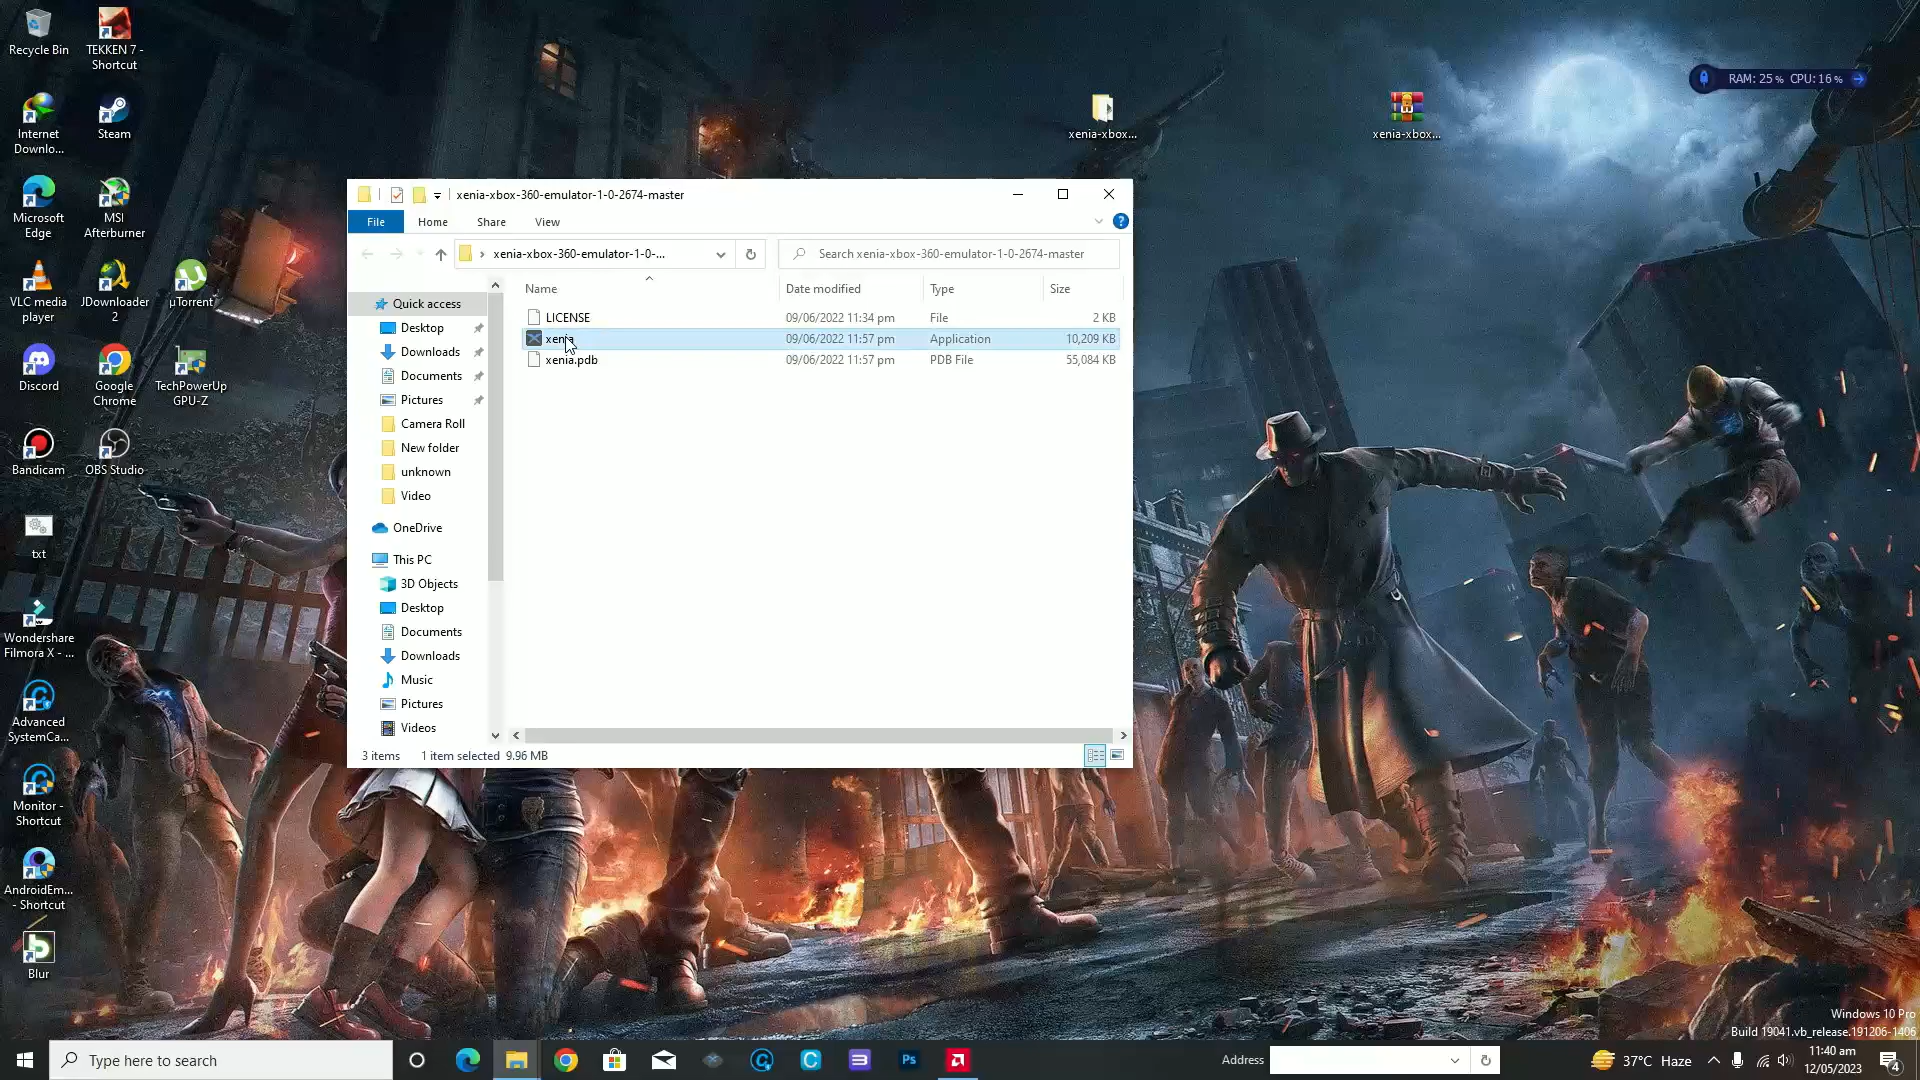 Recycle Bin
TEKKEN 7 -
Shortcut
Internet
Downlo...
Steam
Microsoft
Edge
MSI
Afterburner
VLC media
player
JDownloader
2
µTorrent
Discord
Google
Chrome
TechPowerUp
GPU-Z
Bandicam
OBS Studio
txt
Wondershare
Filmora X - ...
Advanced
SystemCa...
Monitor -
Shortcut
AndroidEm...
- Shortcut
Blur
xenia-xbox...
xenia-xbox...
RAM: 25 % CPU: 16 %
xenia-xbox-360-emulator-1-0-2674-master
File Home Share View
xenia-xbox-360-emulator-1-0-...
Search xenia-xbox-360-emulator-1-0-2674-master
Name Date modified Type Size
LICENSE 09/06/2022 11:34 pm File 2 KB
xenia 09/06/2022 11:57 pm Application 10,209 KB
xenia.pdb 09/06/2022 11:57 pm PDB File 55,084 KB
Quick access
Desktop
Downloads
Documents
Pictures
Camera Roll
New folder
unknown
Video
OneDrive
This PC
3D Objects
Desktop
Documents
Downloads
Music
Pictures
Videos
3 items 1 item selected 9.96 MB
Windows 10 Pro
Build 19041.vb_release.191206-1406
Type here to search
Ps
Address
37°C Haze
11:40 am
12/05/2023
4